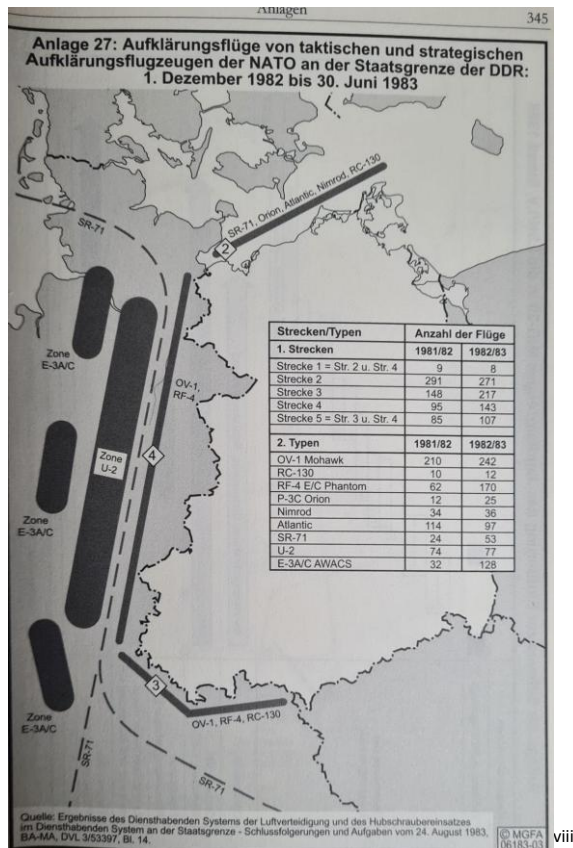 Anlagen
345
Anlage 27: Aufklärungsflüge von taktischen und strategischen
Aufklärungsflugzeugen der NATO an der Staatsgrenze der DDR:
1. Dezember 1982 bis 30. Juni 1983
SR-71
SR-71, Orion, Atlantic, Nimrod, RC-130
2
Zone
E-3A/C
OV-1,
RF-4
Zone
U-2
4
Zone
E-3A/C
Zone
E-3A/C
3
OV-1, RF-4, RC-130
SR-71
SR-71
Strecken/Typen Anzahl der Flüge
1. Strecken 1981/82 1982/83
Strecke 1 = Str. 2 u. Str. 4 9 8
Strecke 2 291 271
Strecke 3 148 217
Strecke 4 95 143
Strecke 5 = Str. 3 u. Str. 4 85 107
2. Typen 1981/82 1982/83
OV-1 Mohawk 210 242
RC-130 10 12
RF-4 E/C Phantom 62 170
P-3C Orion 12 25
Nimrod 34 36
Atlantic 114 97
SR-71 24 53
U-2 74 77
E-3A/C AWACS 32 128
Quelle: Ergebnisse des Diensthabenden Systems der Luftverteidigung und des Hubschraubereinsatzes
im Diensthabenden System an der Staatsgrenze - Schlussfolgerungen und Aufgaben vom 24. August 1983,
BA-MA, DVL 3/53397, Bl. 14.
© MGFA
06183-03
viii